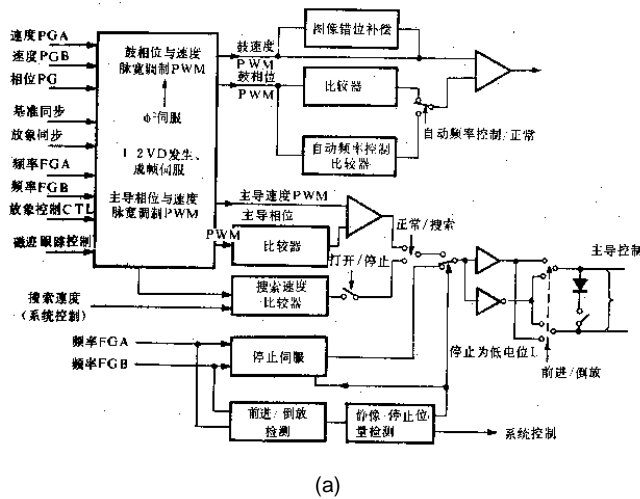 速度PGA
速度PGB
相位PG
基准同步
放象同步
频率FGA
频率FGB
放象控制CTL
磁迹眼踪控制
搜索速度
(系统控制)
鼓相位与速度
脉宽调制PWM
伺服
1 2VD发生、
成帧伺服
主导相位与速度
脉宽调制PWM
鼓速度
PWM
鼓相位
PWM
图像错位补偿
比较器
自动频率控制
比较器
自动频率控制/正常
主导速度PWM
主导相位
PWM
比较器
搜索速度
比较器
打开/停止
正常/搜索
主导控制
停止为低电位L
前进/倒放
频率FGA
频率FGB
停止伺服
前进/倒放
检测
静像·停止位
量检测
系统控制
(a)